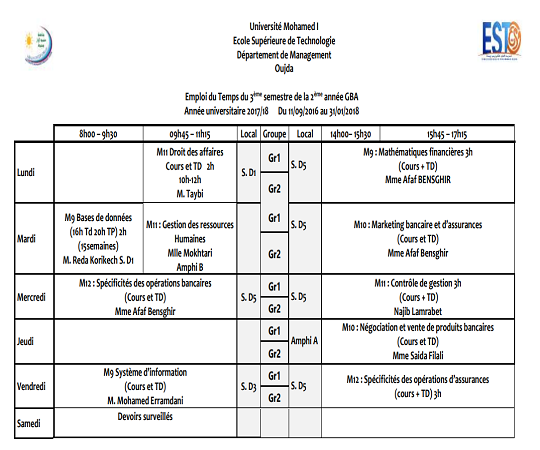 Université Mohamed I
Ecole Supérieure de Technologie
Département de Management
Oujda
EST
Emploi du Temps du 3ème semestre de la 2ème année GBA
Année universitaire 2017/18 Du 11/09/2016 au 31/01/2018
8h00 – 9h30 09h45 – 11h15 Local Groupe Local 14h00- 15h30 15h45 – 17h15
Lundi
M11 Droit des affaires
Cours et TD 2h
10h-12h
M. Taybi
S. D1
Gr1
Gr2
S. D5
M9 : Mathématiques financières 3h
(Cours + TD)
Mme Afaf BENSGHIR
Mardi
M9 Bases de données
(16h Td 20h TP) 2h
(15semaines)
M. Reda Korikech S. D1
M11 : Gestion des ressources
Humaines
Mlle Mokhtari
Amphi B
Gr1
Gr2
S. D5
M10 : Marketing bancaire et d'assurances
(Cours et TD)
Mme Afaf Bensghir
Mercredi
M12 : Spécificités des opérations bancaires
(Cours et TD)
Mme Afaf Bensghir
S. D5
Gr1
Gr2
S. D5
M11 : Contrôle de gestion 3h
(Cours + TD)
Najib Lamrabet
Jeudi
Gr1
Gr2
Amphi A
M10 : Négociation et vente de produits bancaires
(Cours et TD)
Mme Saida Filali
Vendredi
M9 Système d'information
(Cours et TD)
M. Mohamed Erramdani
S. D3
Gr1
Gr2
S. D5
M12 : Spécificités des opérations d'assurances
(cours + TD) 3h
Samedi
Devoirs surveillés